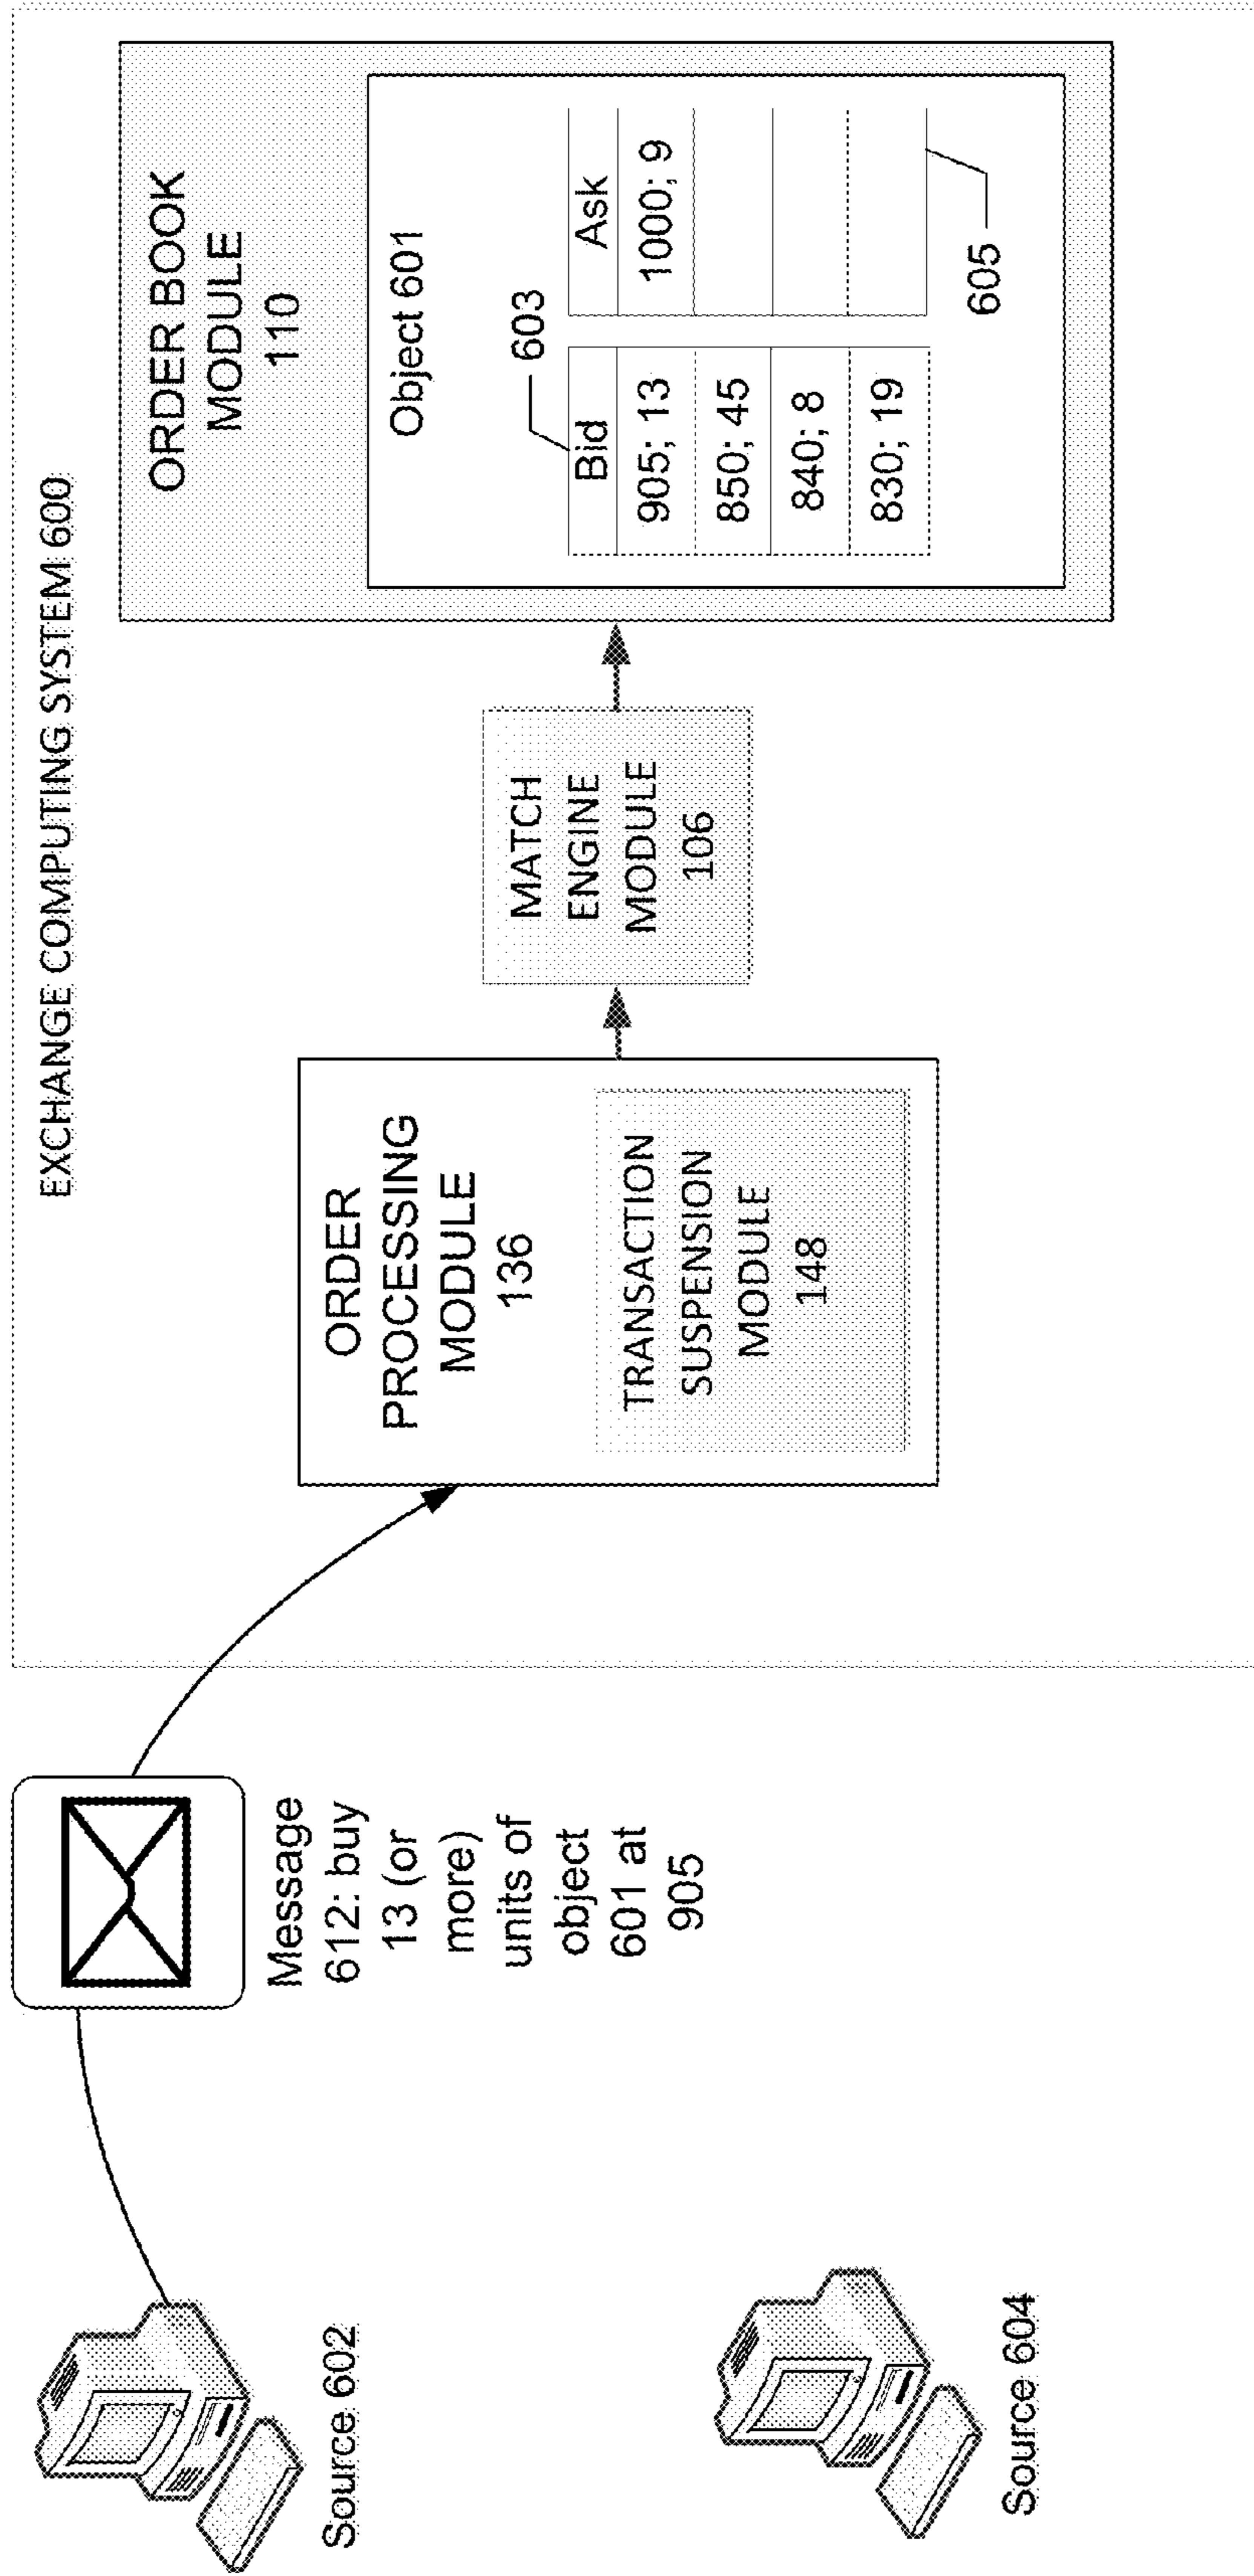 EXCHANGE COMPUTING SYSTEM 600
Source 602
Source 604
Message
612: buy
13 (or
more)
units of
object
601 at
905
ORDER
PROCESSING
MODULE
136
TRANSACTION
SUSPENSION
MODULE
148
MATCH
ENGINE
MODULE
106
ORDER BOOK
MODULE
110
Object 601
603
Bid
905; 13
850; 45
840; 8
830; 19
Ask
1000; 9
605